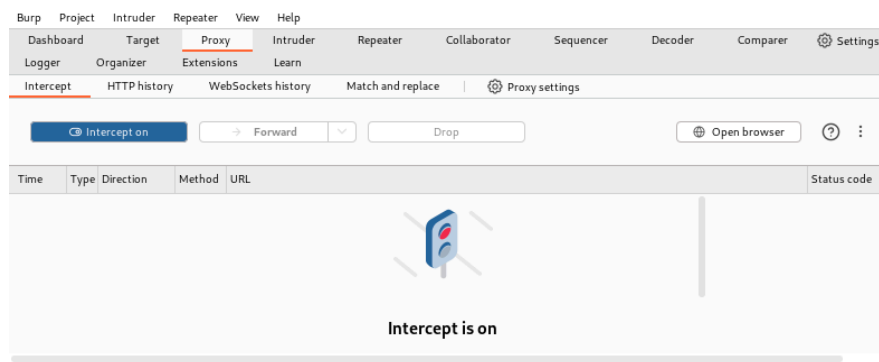 Burp Project Intruder Repeater View Help
Dashboard Target Proxy Intruder Repeater Collaborator Sequencer Decoder Comparer Settings
Logger Organizer Extensions Learn
Intercept HTTP history WebSockets history Match and replace Proxy settings
Intercept on Forward Drop Open browser ?
Time Type Direction Method URL Status code
Intercept is on